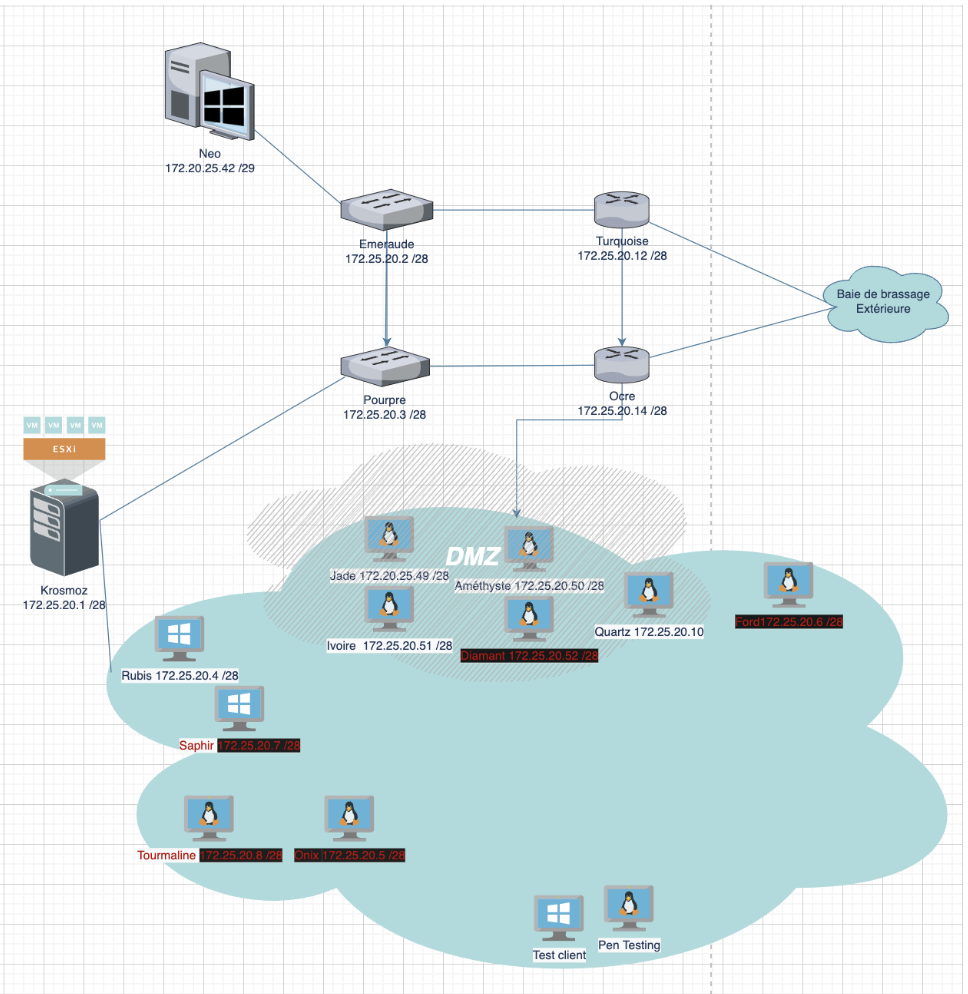 Neo
172.20.25.42 /29
Emeraude
172.25.20.2 /28
Turquoise
172.25.20.12 /28
Baie de brassage
Extérieure
Pourpre
172.25.20.3 /28
Ocre
172.25.20.14 /28
VM VM VM VM
ESXi
Krosmoz
172.25.20.1 /28
DMZ
Jade 172.20.25.49 /28
Améthyste 172.25.20.50 /28
Ivoire 172.25.20.51 /28
Diamant 172.25.20.52 /28
Quartz 172.25.20.10
Ford172.25.20.6 /28
Rubis 172.25.20.4 /28
Saphir 172.25.20.7 /28
Tourmaline 172.25.20.8 /28
Onix 172.25.20.5 /28
Test client
Pen Testing